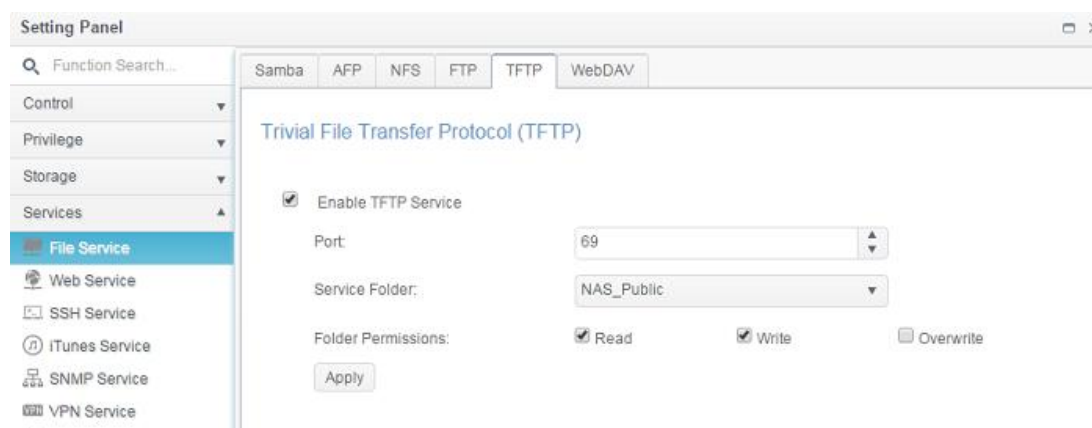 Setting Panel
Function Search...
Control
Privilege
Storage
Services
File Service
Web Service
SSH Service
iTunes Service
SNMP Service
VPN Service
Samba AFP NFS FTP TFTP WebDAV
Trivial File Transfer Protocol (TFTP)
Enable TFTP Service
Port: 69
Service Folder: NAS_Public
Folder Permissions: Read Write Overwrite
Apply